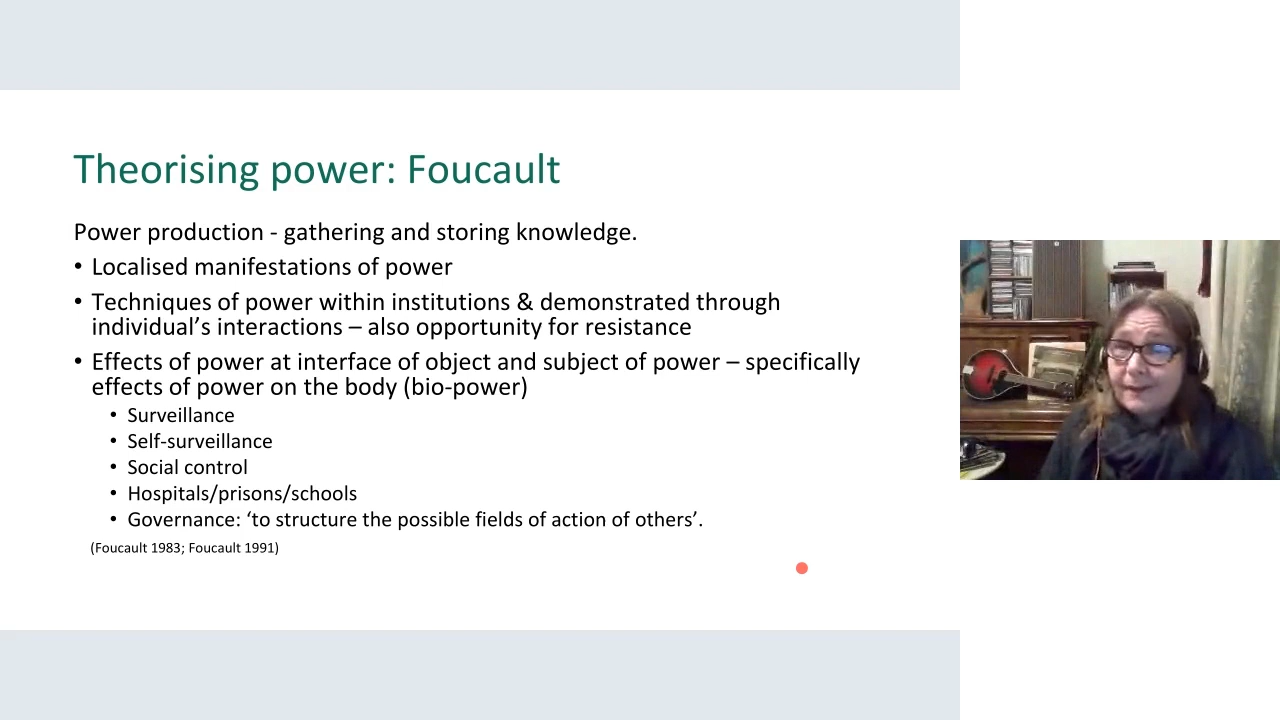 Theorising power: Foucault
Power production - gathering and storing knowledge.
• Localised manifestations of power
• Techniques of power within institutions & demonstrated through
individual’s interactions – also opportunity for resistance
• Effects of power at interface of object and subject of power – specifically
effects of power on the body (bio-power)
• Surveillance
• Self-surveillance
• Social control
• Hospitals/prisons/schools
• Governance: ‘to structure the possible fields of action of others’.
(Foucault 1983; Foucault 1991)